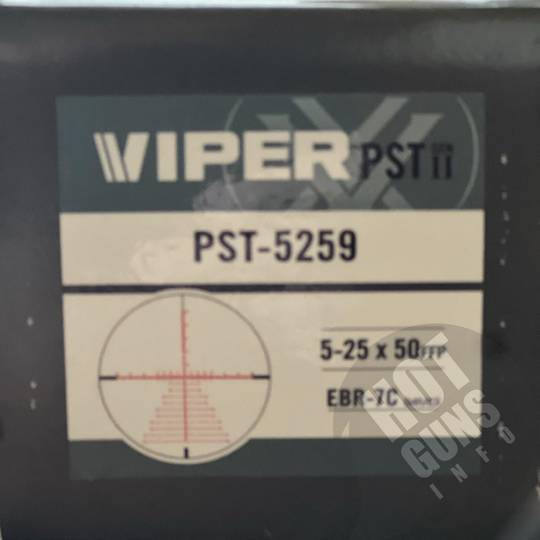 VIPER PST GEN II
PST-5259
5-25 x 50 FFP
EBR-7C
HOT
GUNS
INFO